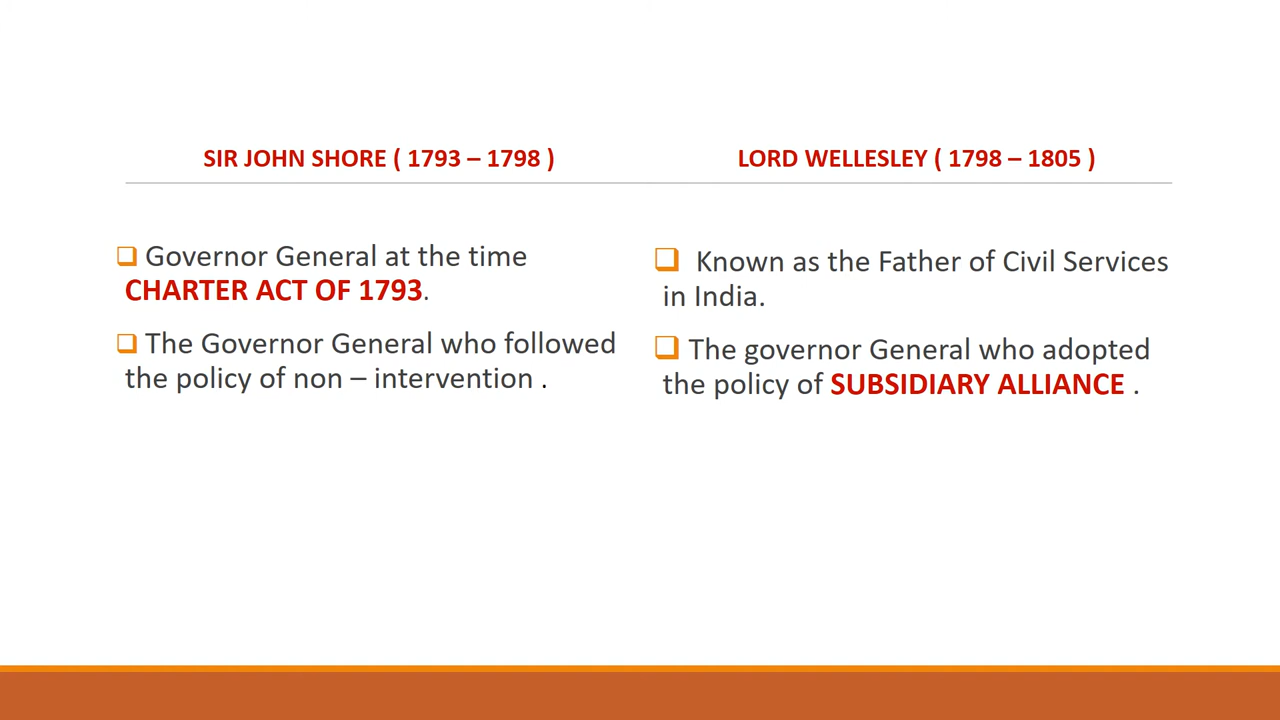 SIR JOHN SHORE ( 1793 – 1798 )
❑ Governor General at the time
CHARTER ACT OF 1793.
❑ The Governor General who followed
the policy of non – intervention .
LORD WELLESLEY ( 1798 – 1805 )
❑ Known as the Father of Civil Services
in India.
❑ The governor General who adopted
the policy of SUBSIDIARY ALLIANCE .